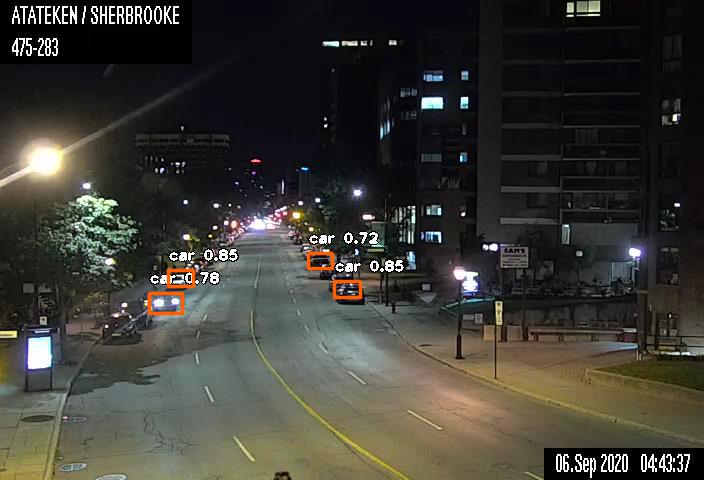 ATATEKEN / SHERBROOKE
475-283
car 0.72
car 0.85
car 0.85
car 0.78
SAM'S
06.Sep 2020 04:43:37